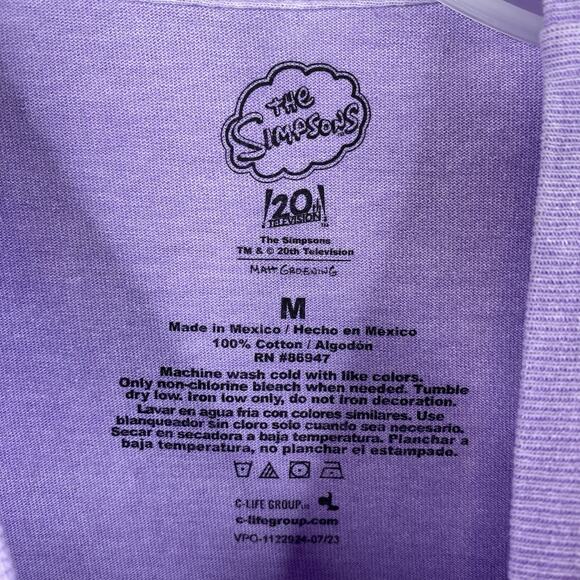 THE
SIMPSONS
20th
TELEVISION
TM
The Simpsons
TM & © 20th Television
MATT GROENING
M
Made in Mexico / Hecho en México
100% Cotton / Algodón
RN #86947
Machine wash cold with like colors.
Only non-chlorine bleach when needed. Tumble
dry low. Iron low only, do not iron decoration.
Lavar en agua fria con colores similares. Use
blanqueador sin cloro solo cuando sea necesario.
Secar en secadora a baja temperatura. Planchar a
baja temperatura, no planchar el estampado.
C-LIFE GROUP
c-lifegroup.com
VPO-1122924-07/23